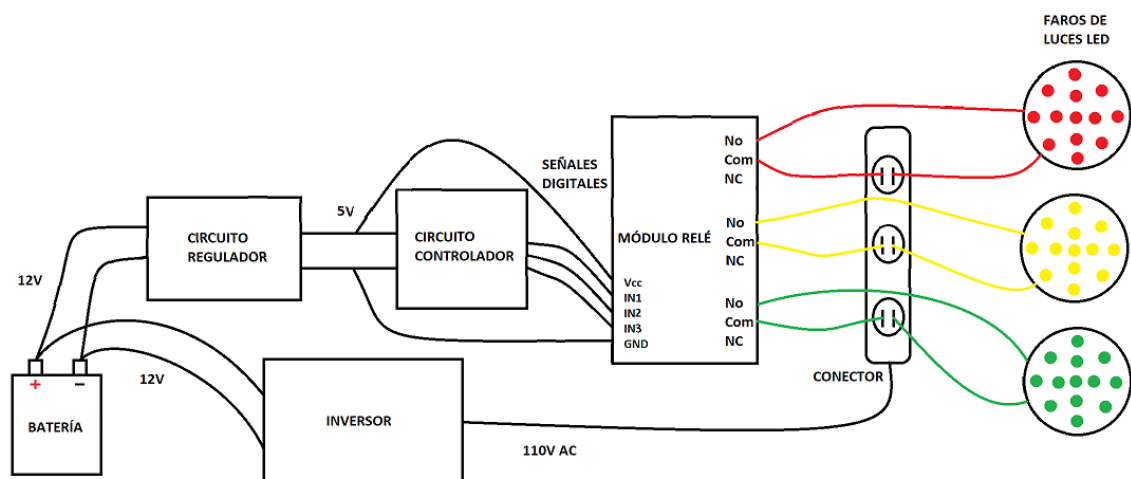 FAROS DE
LUCES LED
SEÑALES
DIGITALES
No
Com
NC
5V
CIRCUITO
REGULADOR
CIRCUITO
CONTROLADOR
MÓDULO RELÉ
No
Com
NC
12V
Vcc
IN1
IN2
IN3
GND
No
Com
NC
12V
+
−
BATERÍA
INVERSOR
CONECTOR
110V AC